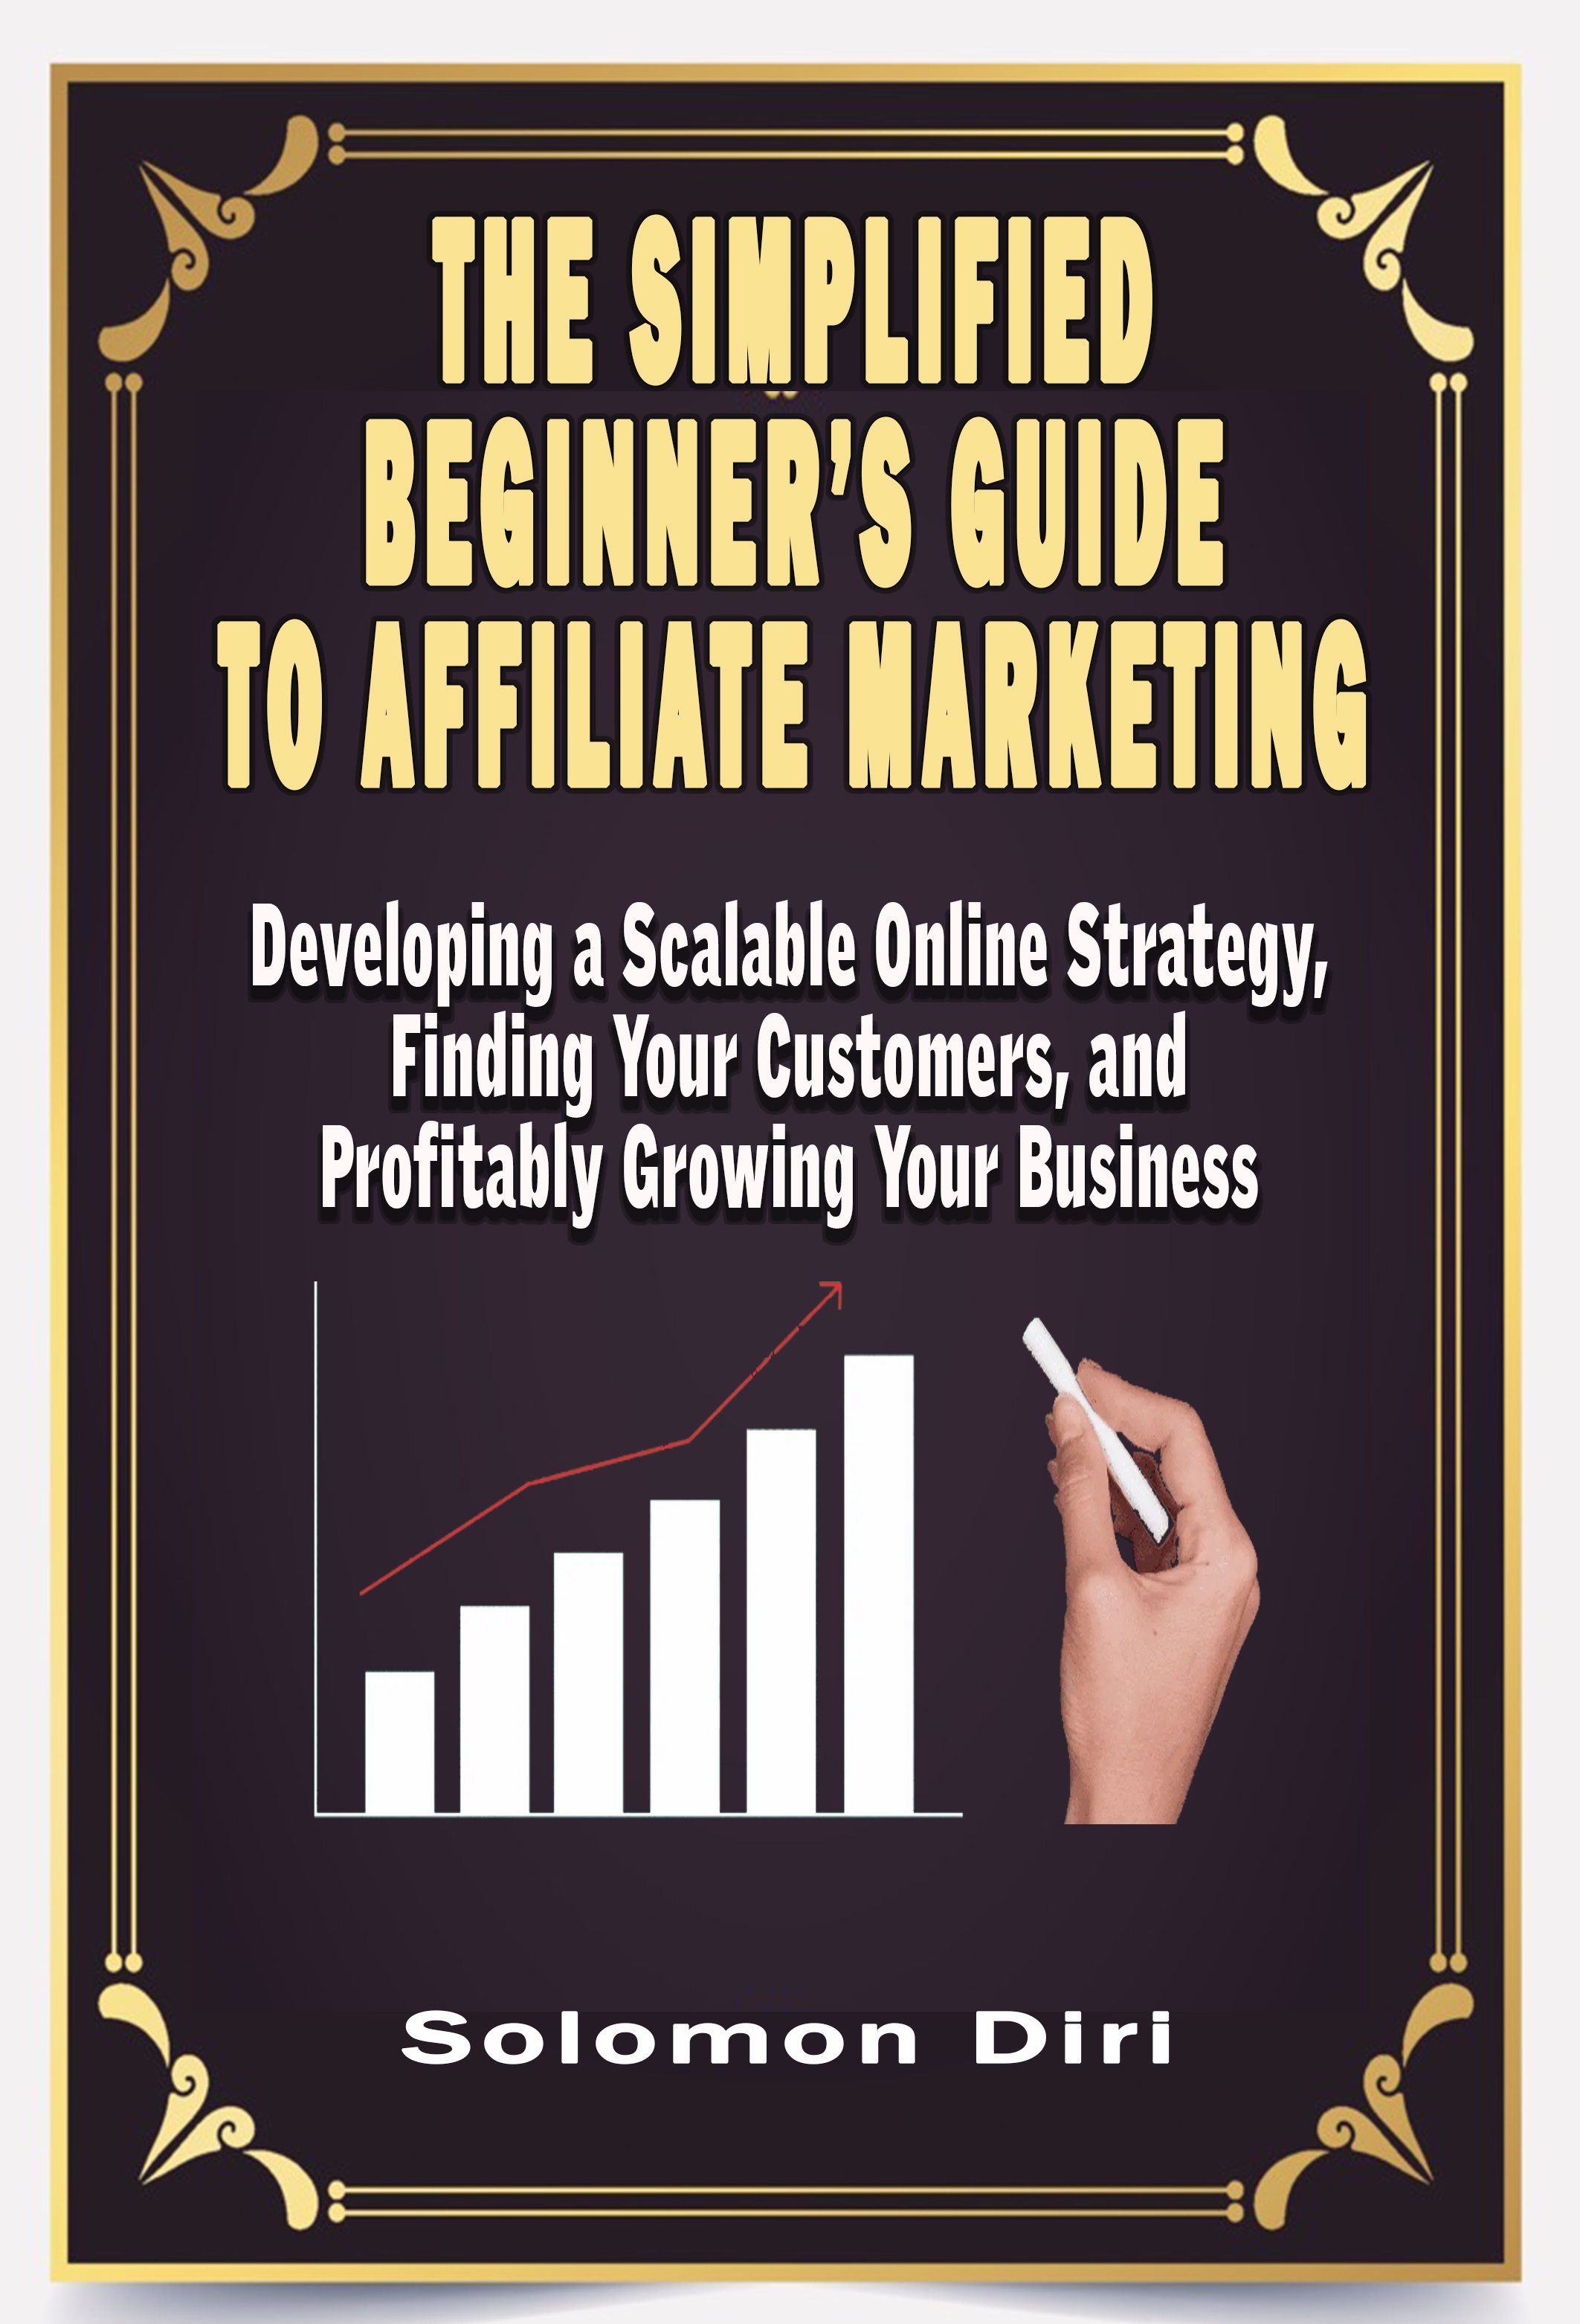 THE SIMPLIFIED
BEGINNER'S GUIDE
TO AFFILIATE MARKETING
Developing a Scalable Online Strategy,
Finding Your Customers, and
Profitably Growing Your Business
Solomon Diri